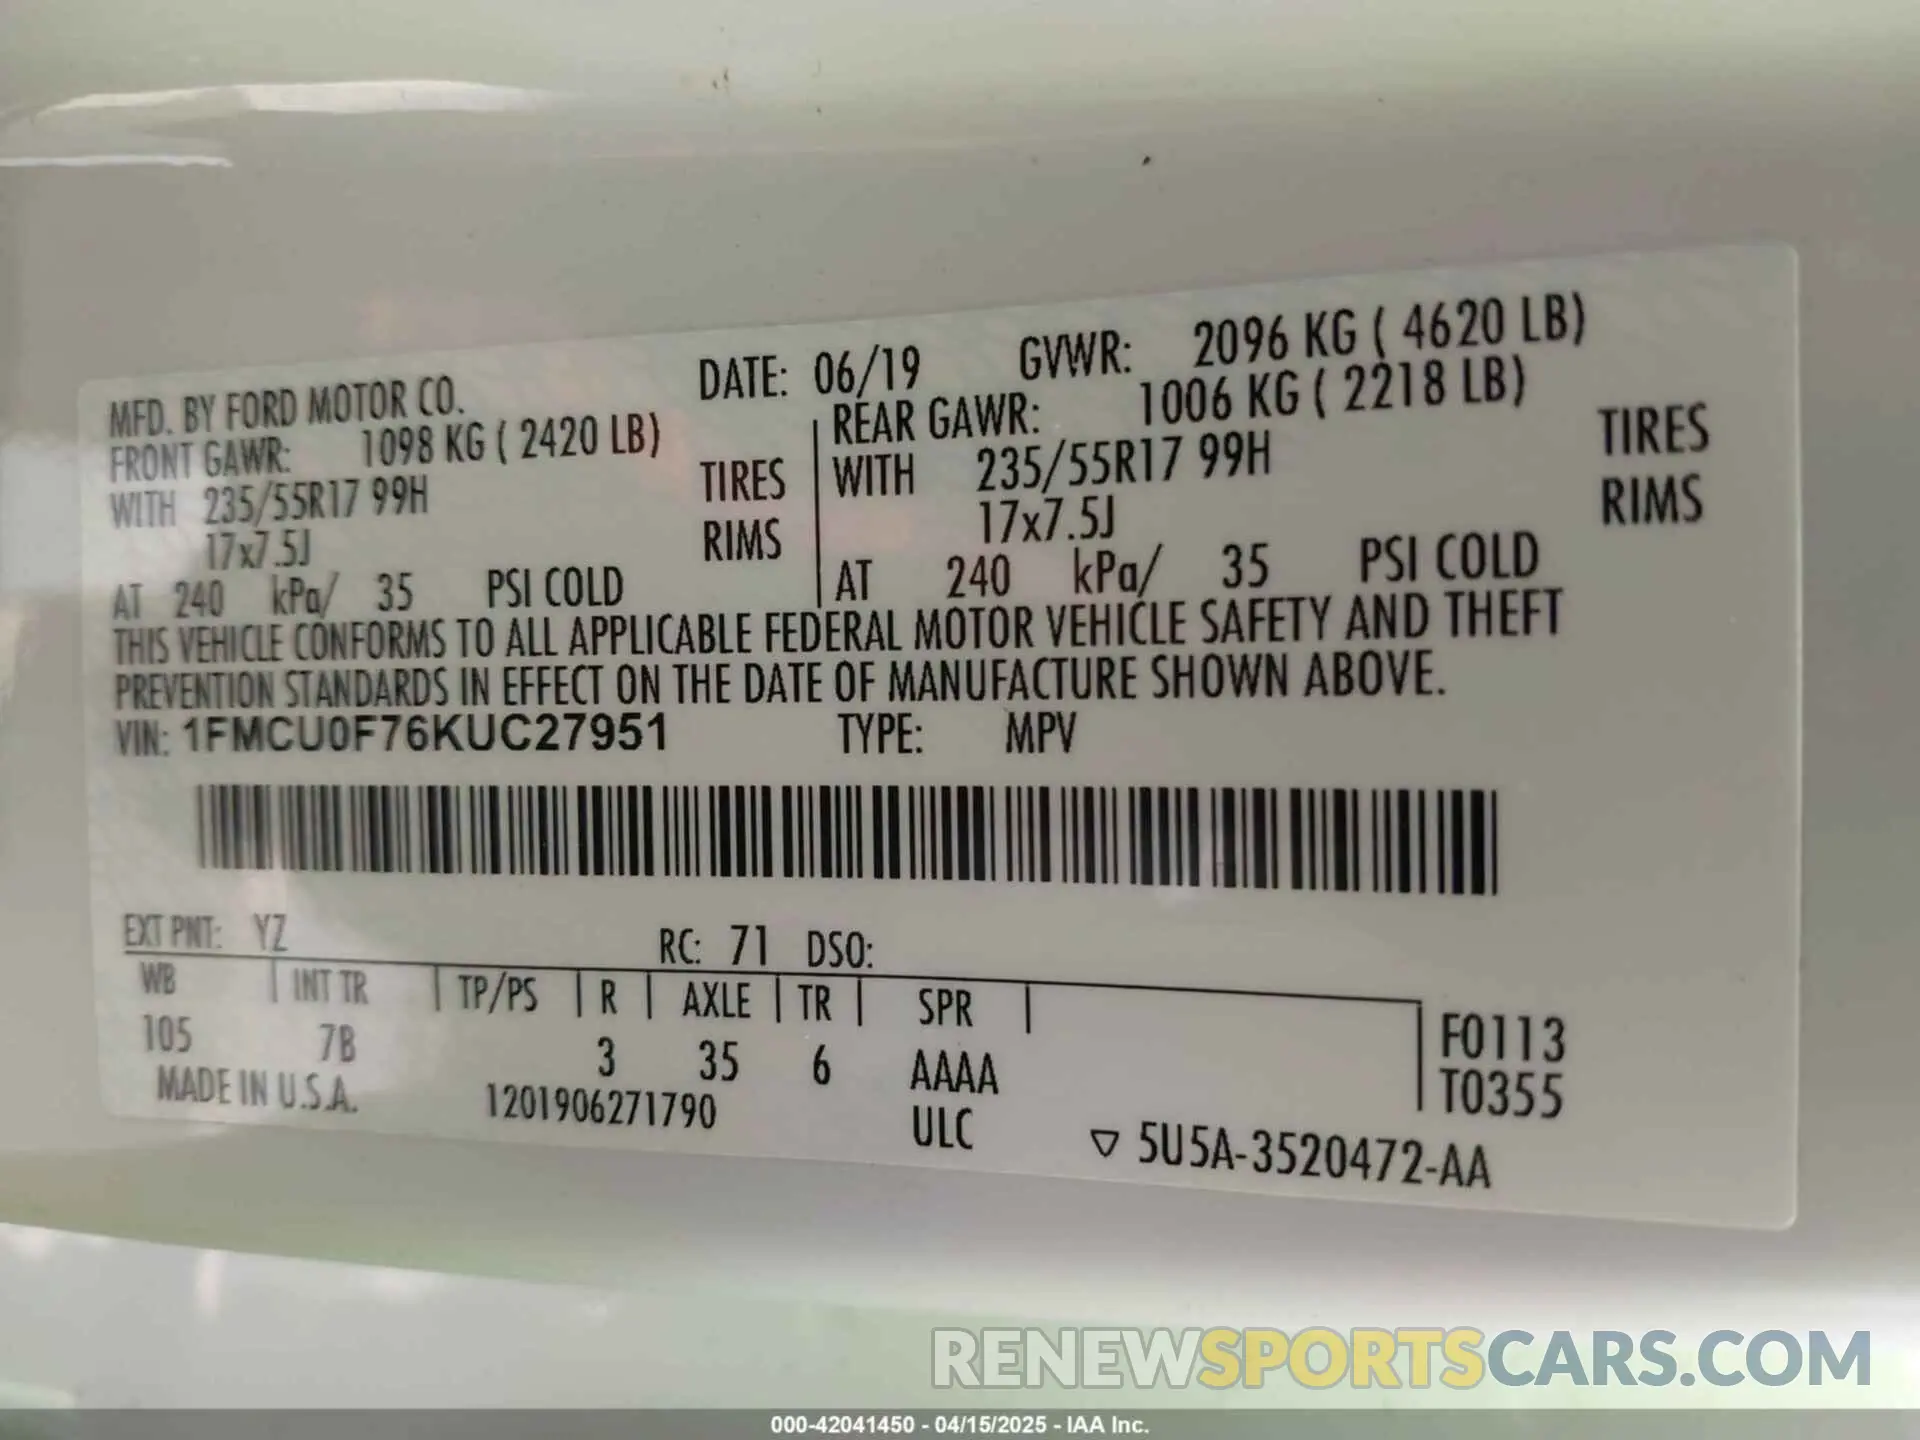 MFD. BY FORD MOTOR CO. DATE: 06/19 GVWR: 2096 KG ( 4620 LB)
FRONT GAWR: 1098 KG ( 2420 LB) REAR GAWR: 1006 KG ( 2218 LB)
WITH 235/55R17 99H TIRES WITH 235/55R17 99H TIRES
17x7.5J RIMS 17x7.5J RIMS
AT 240 kPa/ 35 PSI COLD AT 240 kPa/ 35 PSI COLD
THIS VEHICLE CONFORMS TO ALL APPLICABLE FEDERAL MOTOR VEHICLE SAFETY AND THEFT
PREVENTION STANDARDS IN EFFECT ON THE DATE OF MANUFACTURE SHOWN ABOVE.
VIN: 1FMCU0F76KUC27951 TYPE: MPV
EXT PNT: YZ RC: 71 DSO:
WB INT TR TP/PS R AXLE TR SPR
105 7B 3 35 6 AAAA F0113
MADE IN U.S.A. 1201906271790 ULC T0355
▽ 5U5A-3520472-AA
RENEWSPORTSCARS.COM
000-42041450 - 04/15/2025 - IAA Inc.